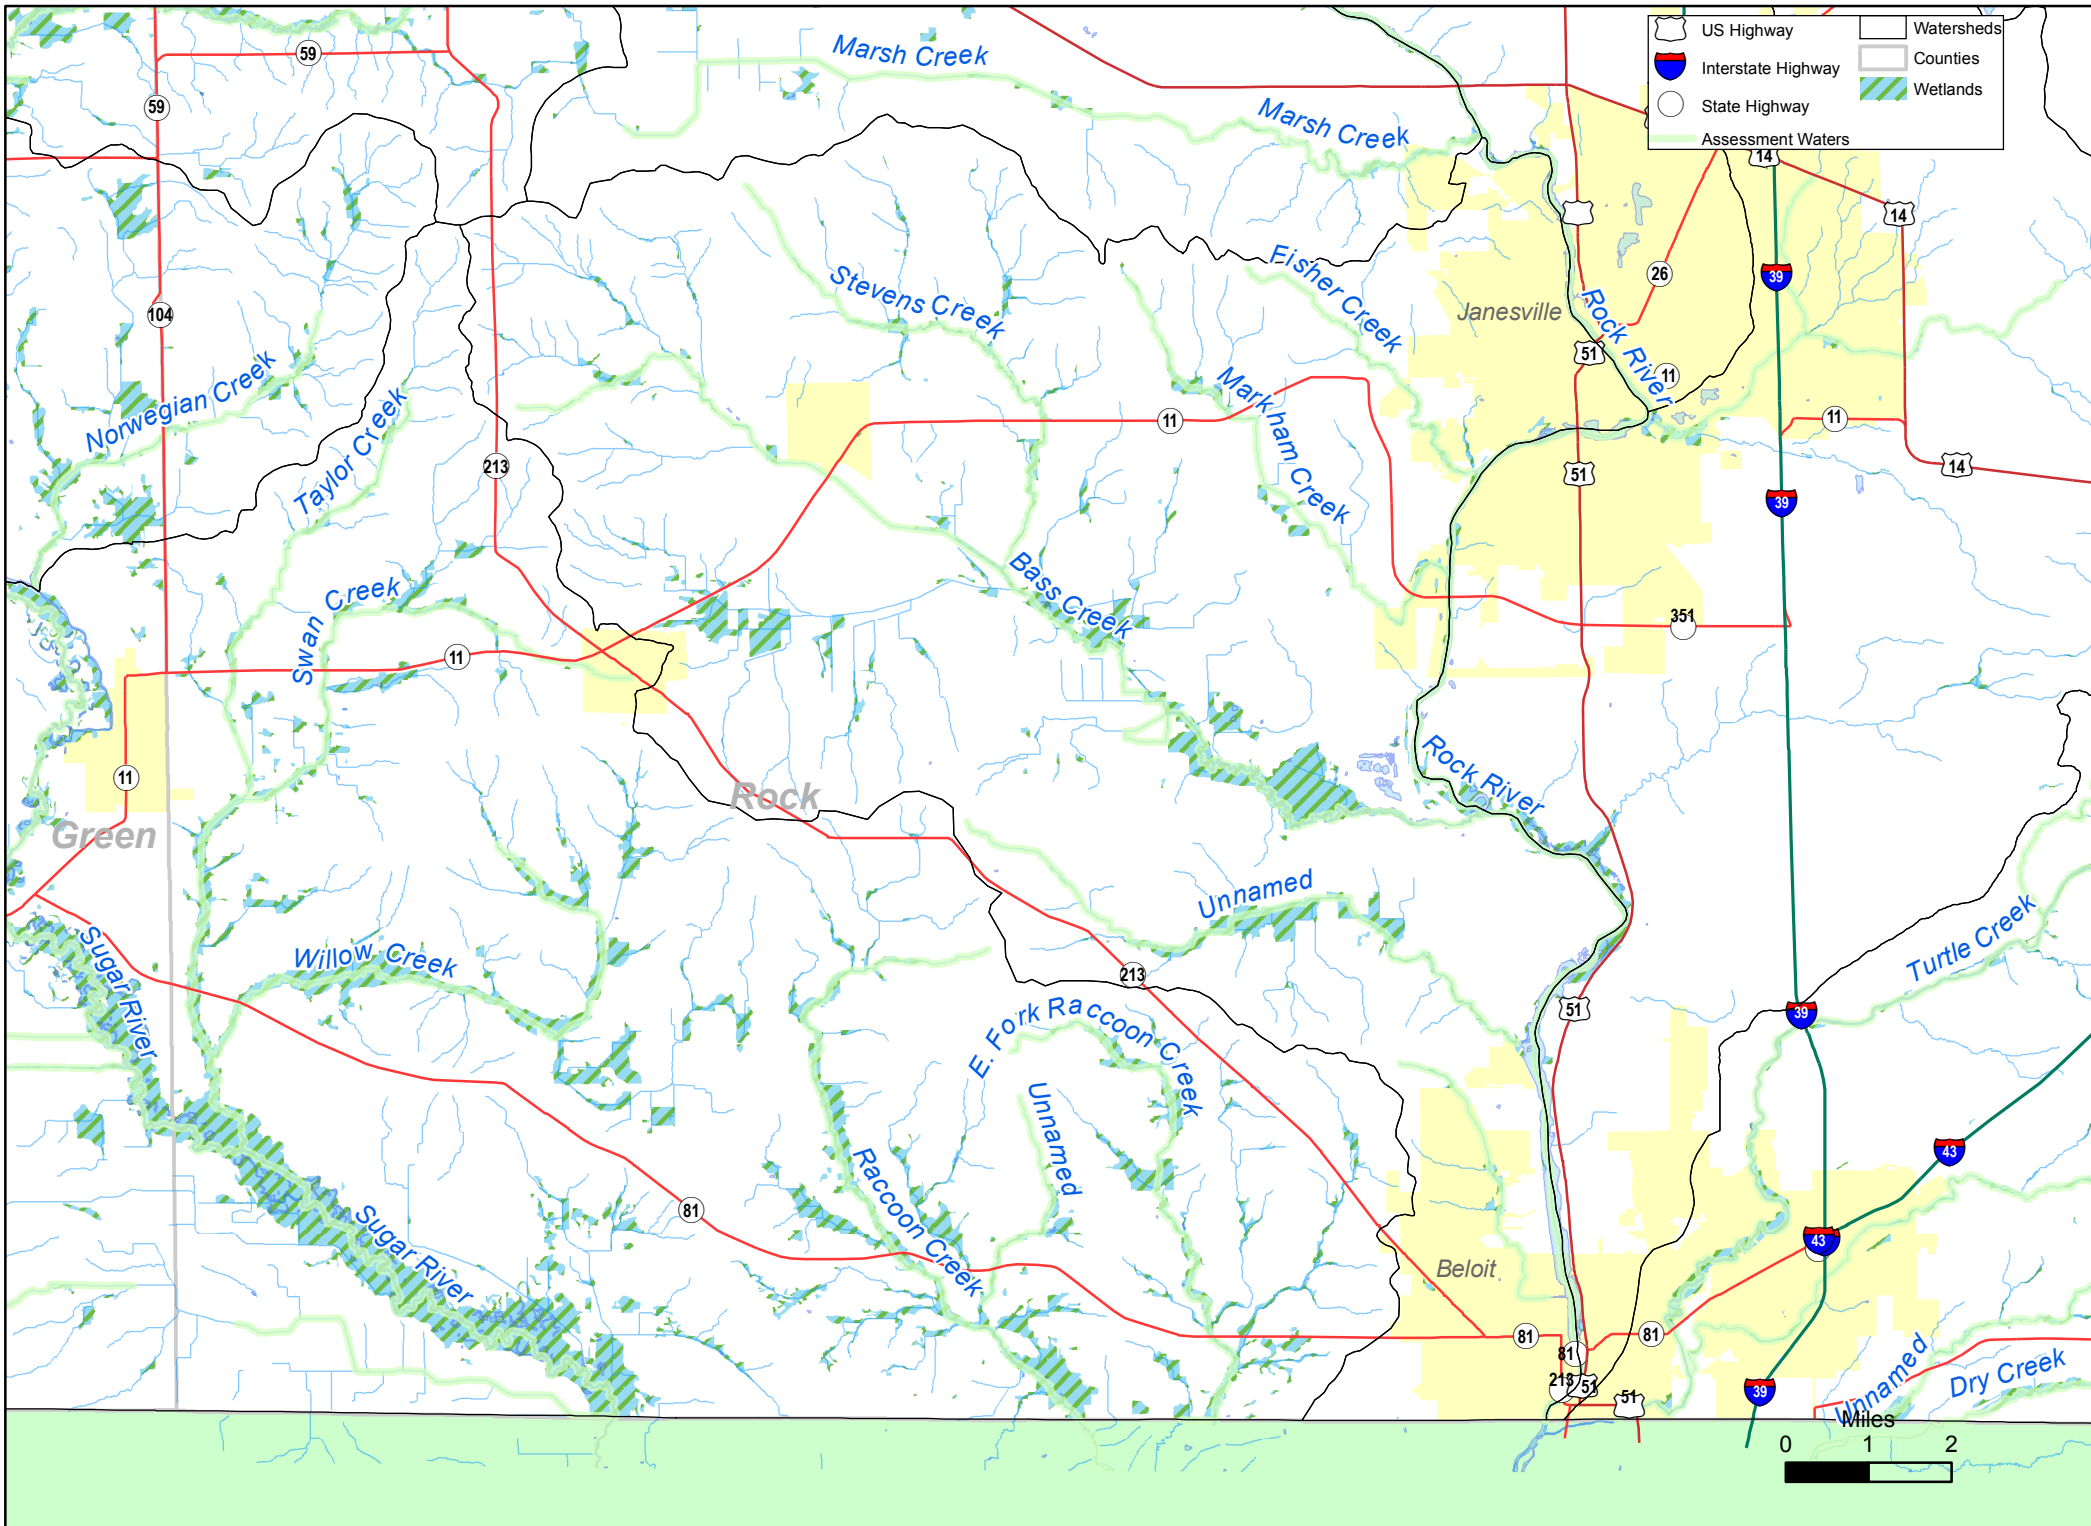 US Highway
Interstate Highway
State Highway
Assessment Waters
Watersheds
Counties
Wetlands
Marsh Creek
Marsh Creek
59
59
14
14
104
Norwegian Creek
Taylor Creek
213
Stevens Creek
Fisher Creek
Janesville
Rock River
26
39
51
11
Markham Creek
11
11
14
51
39
Swan Creek
Bass Creek
11
351
11
Green
Rock
Rock River
Unnamed
Turtle Creek
Sugar River
Willow Creek
213
51
39
E. Fork Raccoon Creek
Unnamed
Raccoon Creek
43
81
Sugar River
Beloit
43
81
81
81
213
51
51
39
Unnamed
Dry Creek
Miles
0 1 2